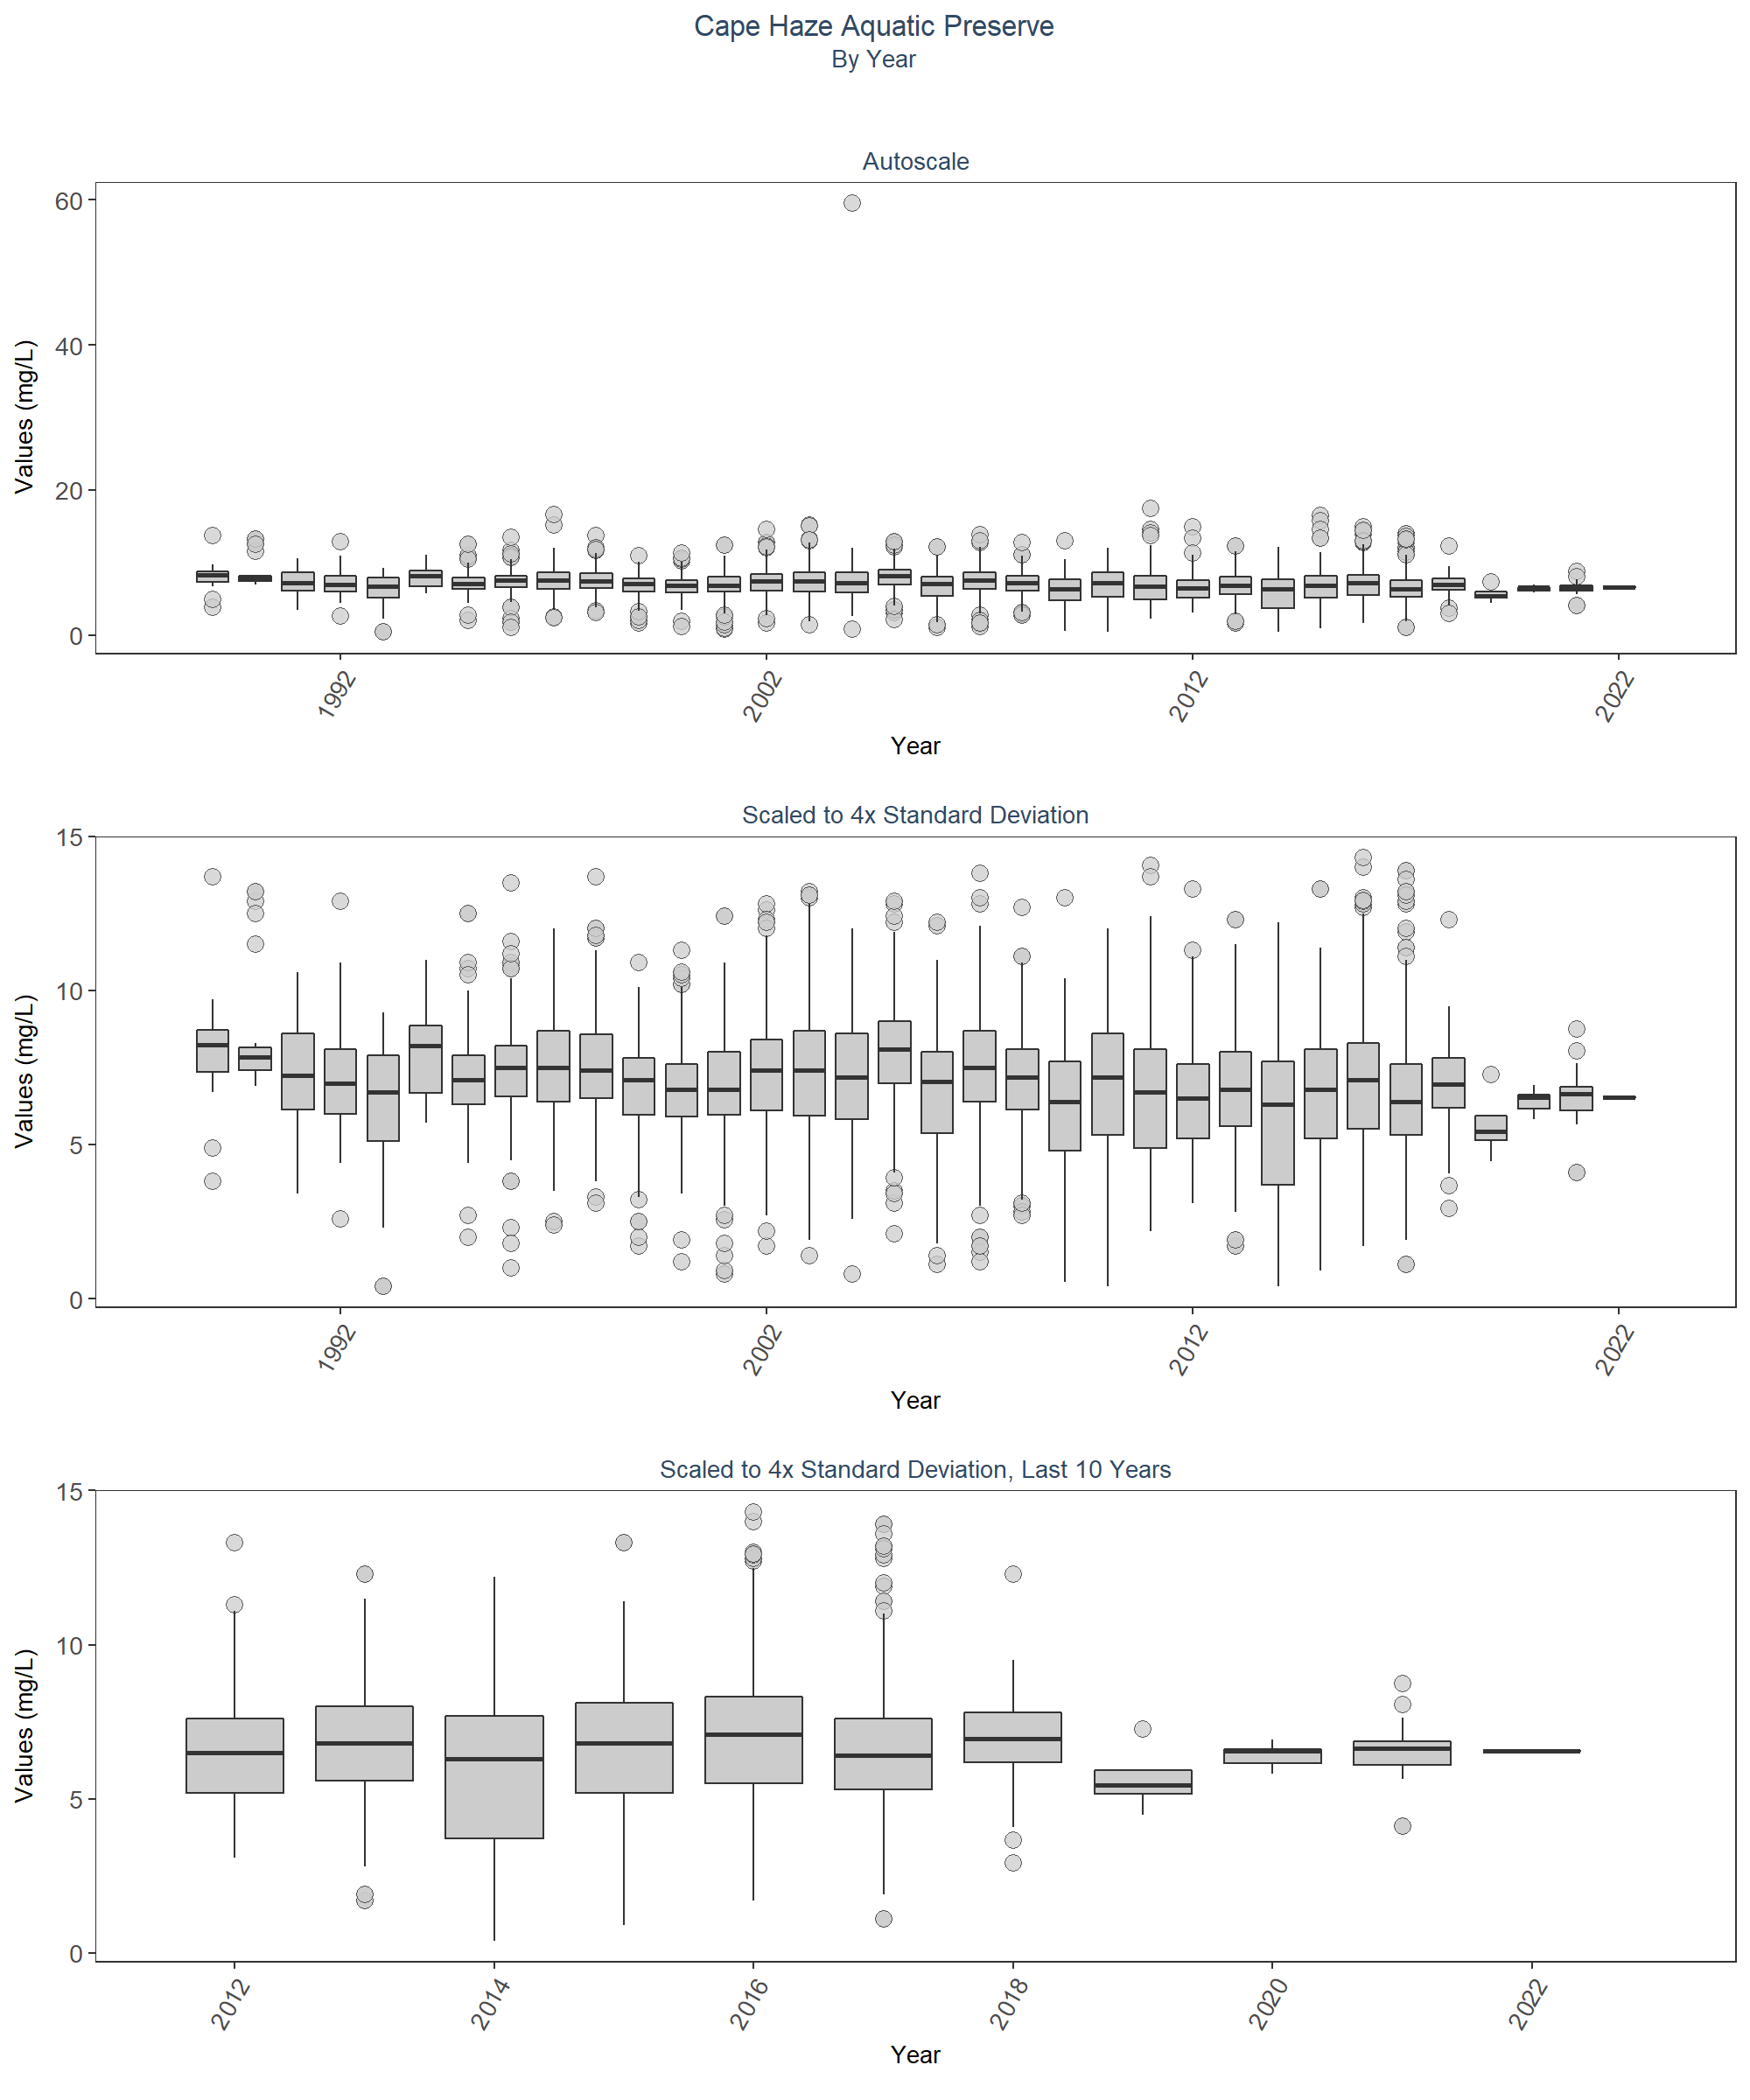 Cape Haze Aquatic Preserve
By Year
Autoscale
Values (mg/L)
60
40
20
0
1992
2002
2012
2022
Year
Scaled to 4x Standard Deviation
Values (mg/L)
15
10
5
0
1992
2002
2012
2022
Year
Scaled to 4x Standard Deviation, Last 10 Years
Values (mg/L)
15
10
5
0
2012
2014
2016
2018
2020
2022
Year